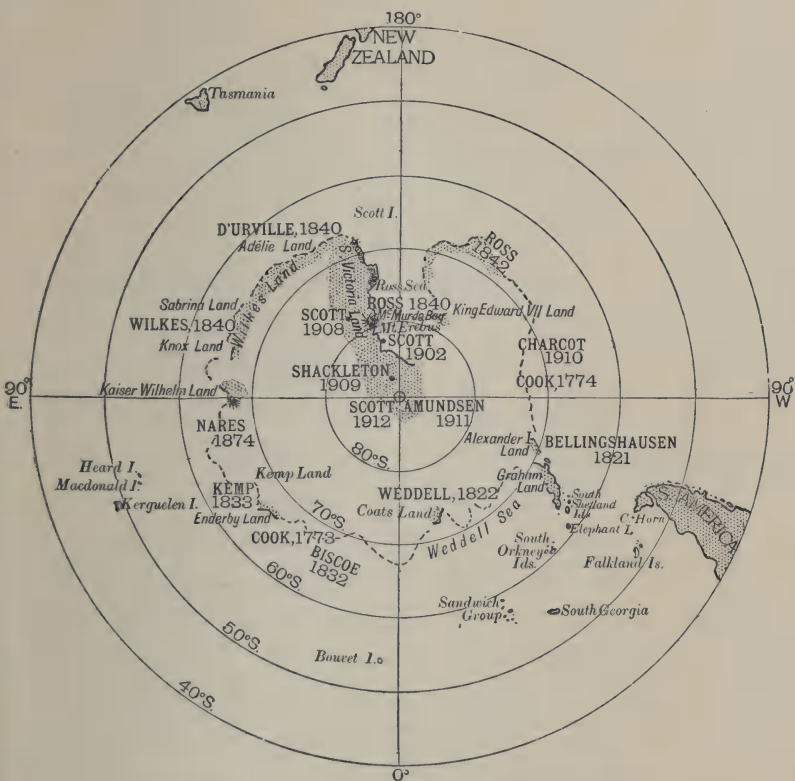 180°
NEW
ZEALAND
Tasmania
Scott I.
D'URVILLE, 1840
Adélie Land
ROSS
1842.
Wilkes Land
S. Victoria Land
Ross Sea
Sabrina Land
ROSS 1840
King Edward VII Land
WILKES, 1840
SCOTT
1908
McMurdo Bay
Mt. Erebus
Knox Land
SCOTT
1902
CHARCOT
1910
SHACKLETON
1909
COOK, 1774
Kaiser Wilhelm Land
90°
E.
90°
W
SCOTT
1912
AMUNDSEN
1911
NARES
1874
Alexander I.
Land
BELLINGSHAUSEN
1821
80°S.
Heard I.
Macdonald I.
Kerguelen I.
Kemp Land
KEMP
1833
Enderby Land
WEDDELL, 1822
Coats Land
Graham
Land
South
Shetland
Ids.
Elephant I.
C. Horn
S. AMERICA
70°S
Weddell Sea
COOK, 1773
BISCOE
1832
South
Orkney
Ids.
Falkland Is.
60°S.
Sandwich
Group
South Georgia
50°S.
Bouvet I.
40°S.
0°